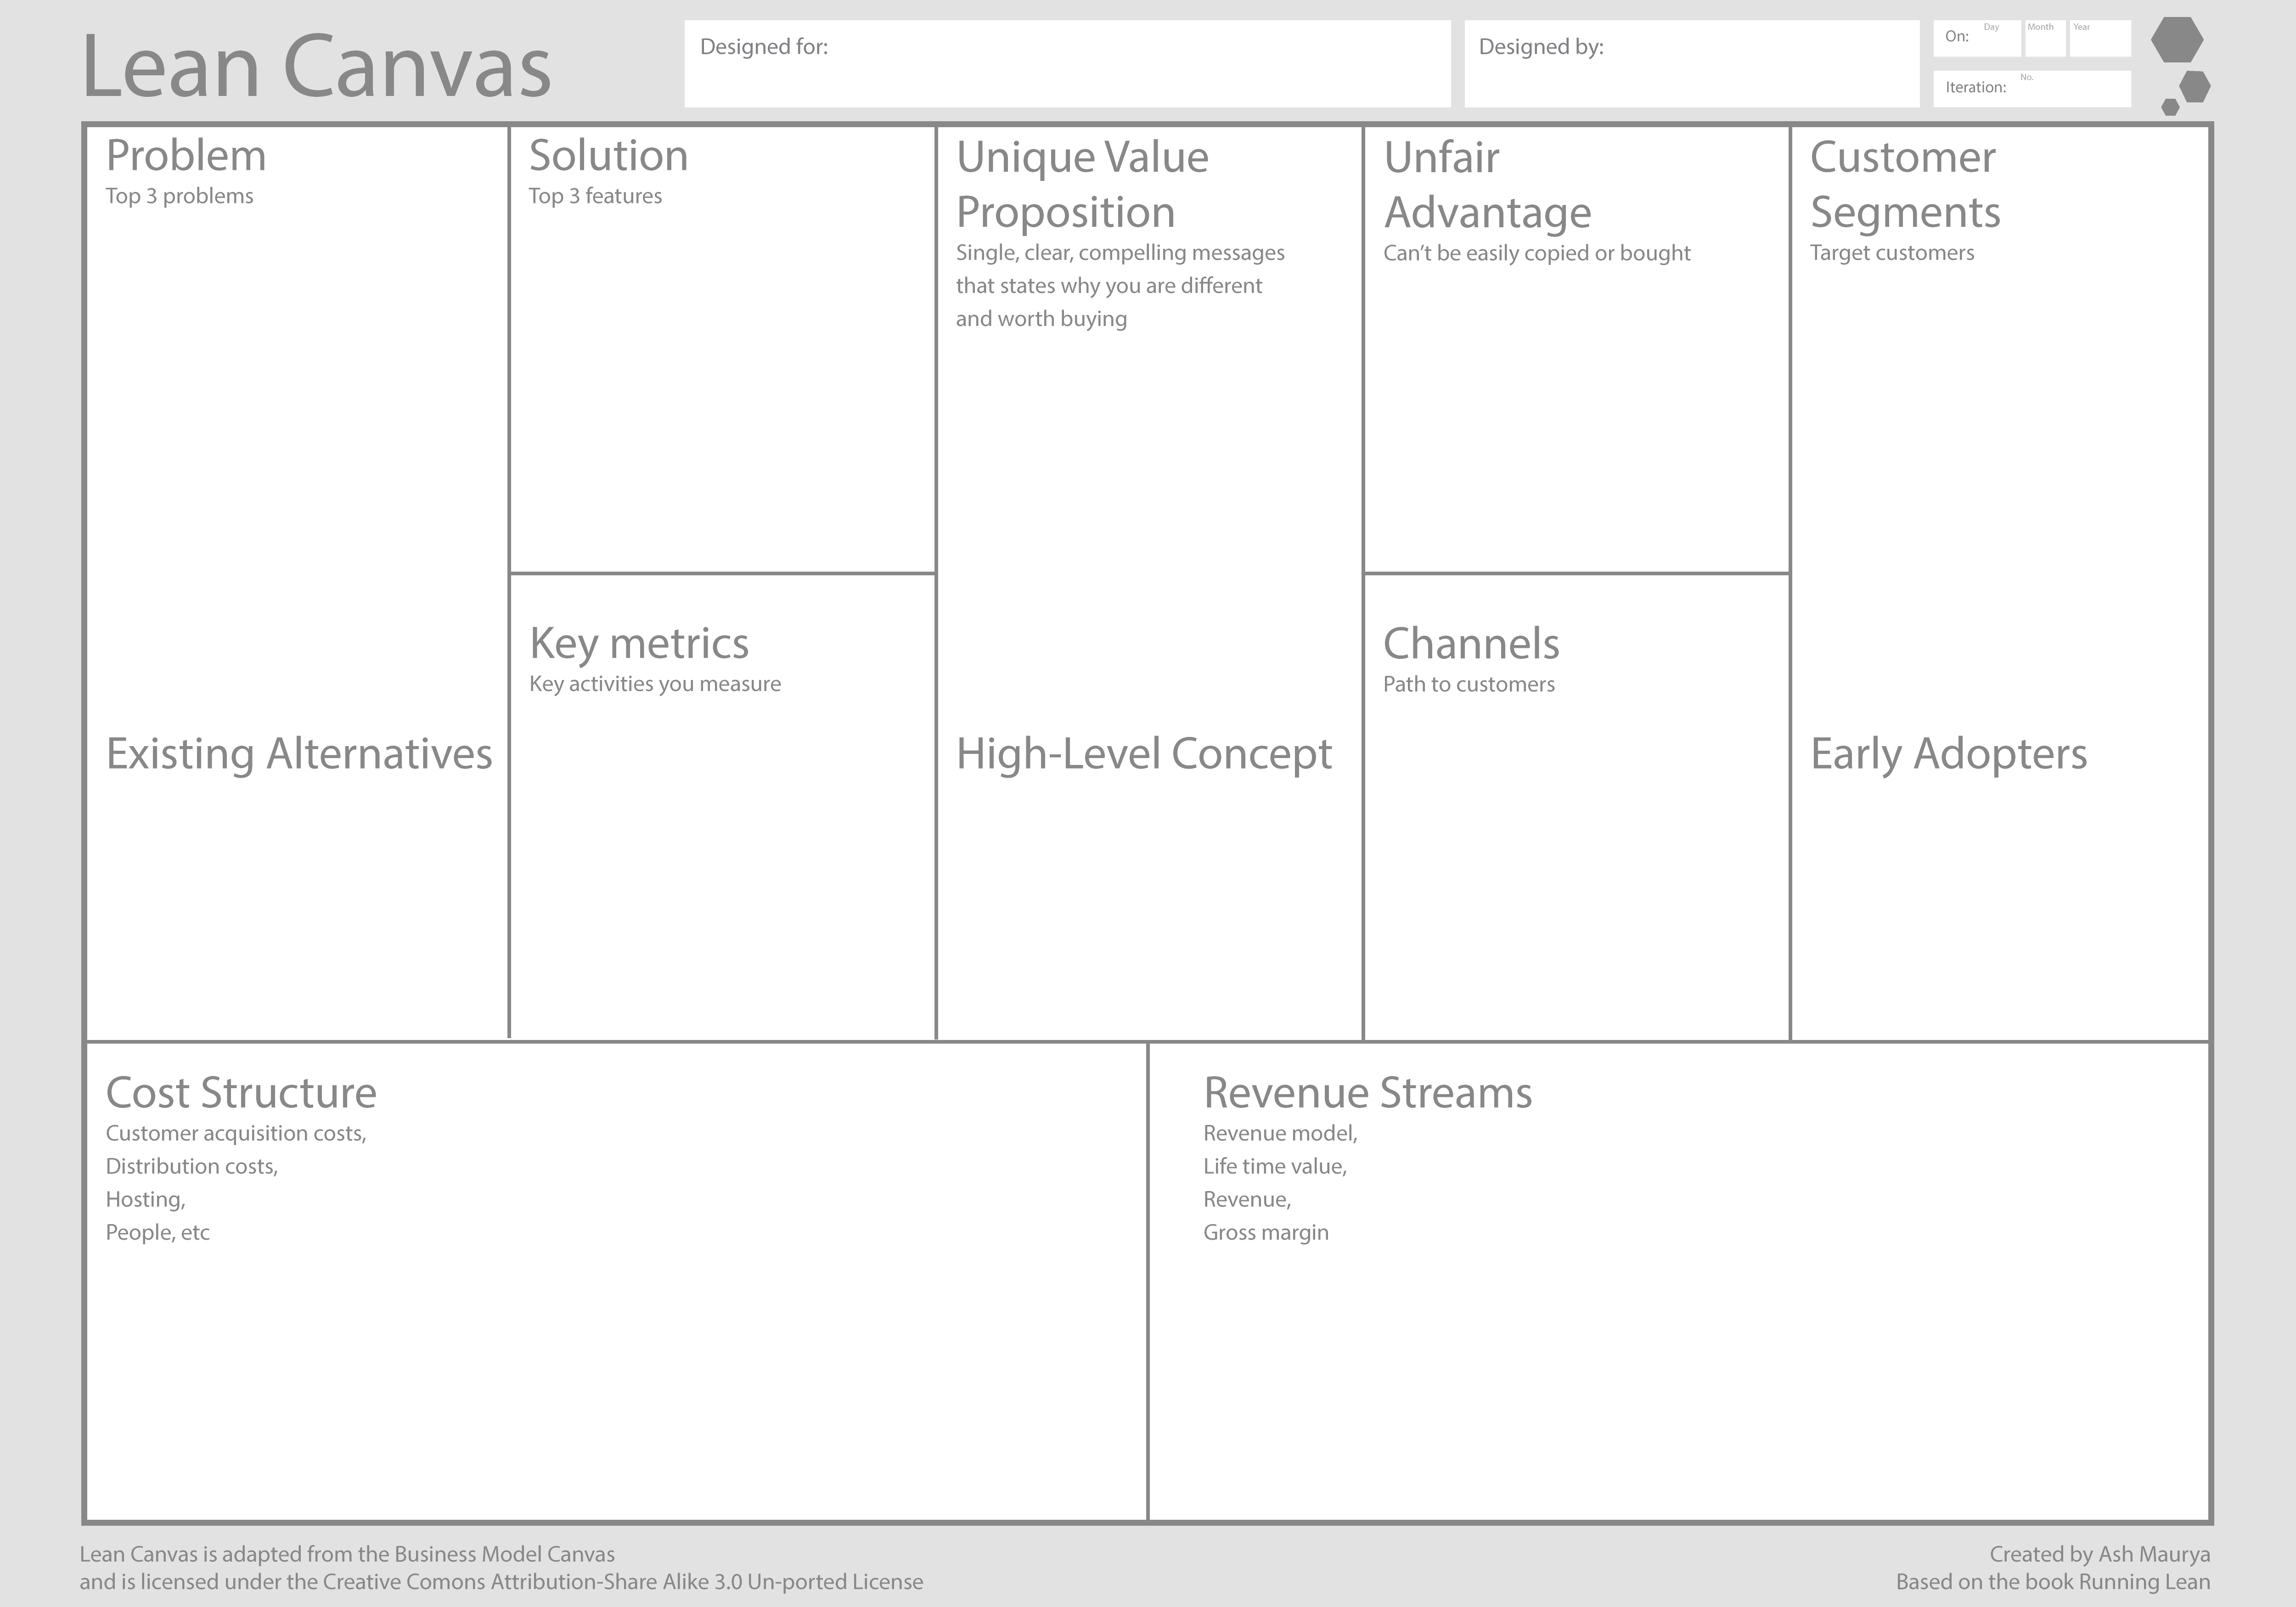 Lean Canvas
Designed for:
Designed by:
On:
Day
Month
Year
Iteration:
No.
Problem
Top 3 problems
Existing Alternatives
Solution
Top 3 features
Key metrics
Key activities you measure
Unique Value
Proposition
Single, clear, compelling messages
that states why you are different
and worth buying
High-Level Concept
Unfair
Advantage
Can’t be easily copied or bought
Channels
Path to customers
Customer
Segments
Target customers
Early Adopters
Cost Structure
Customer acquisition costs,
Distribution costs,
Hosting,
People, etc
Revenue Streams
Revenue model,
Life time value,
Revenue,
Gross margin
Lean Canvas is adapted from the Business Model Canvas
and is licensed under the Creative Comons Attribution-Share Alike 3.0 Un-ported License
Created by Ash Maurya
Based on the book Running Lean